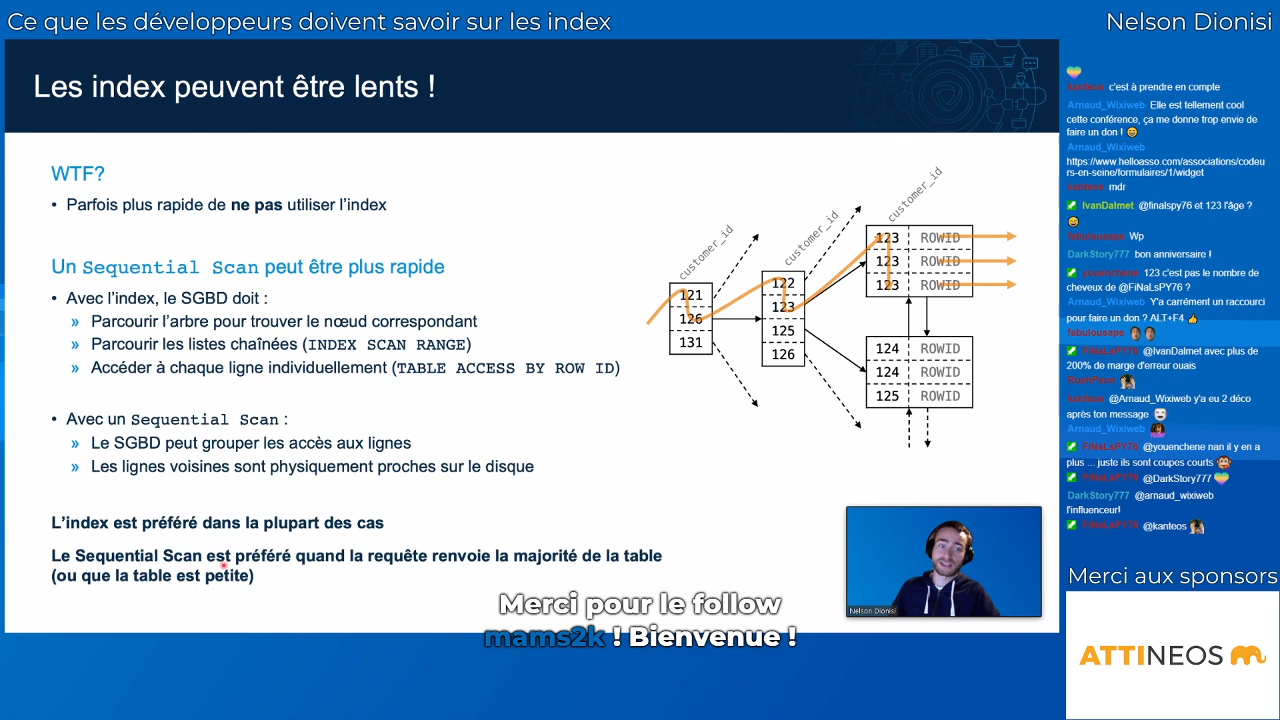 Ce que les développeurs doivent savoir sur les index
Nelson Dionisi
Les index peuvent être lents !
WTF?
• Parfois plus rapide de ne pas utiliser l'index
Un Sequential Scan peut être plus rapide
• Avec l'index, le SGBD doit :
» Parcourir l'arbre pour trouver le nœud correspondant
» Parcourir les listes chaînées (INDEX SCAN RANGE)
» Accéder à chaque ligne individuellement (TABLE ACCESS BY ROW ID)
• Avec un Sequential Scan :
» Le SGBD peut grouper les accès aux lignes
» Les lignes voisines sont physiquement proches sur le disque
L'index est préféré dans la plupart des cas
Le Sequential Scan est préféré quand la requête renvoie la majorité de la table
(ou que la table est petite)
customer_id
121
126
131
customer_id
122
123
125
126
customer_id
123 ROWID
123 ROWID
123 ROWID
124 ROWID
124 ROWID
125 ROWID
Nelson Dionisi
Merci pour le follow
mams2k ! Bienvenue !
kanteos c'est à prendre en compte
Arnaud_Wixiweb Elle est tellement cool
cette conférence, ça me donne trop envie de
faire un don !
Arnaud_Wixiweb
https://www.helloasso.com/associations/codeu
rs-en-seine/formulaires/1/widget
kanteos mdr
IvanDalmet @finalspy76 et 123 l'âge ?
fabulousape Wp
DarkStory777 bon anniversaire !
youenchene 123 c'est pas le nombre de
cheveux de @FiNaLsPY76 ?
Arnaud_Wixiweb Y'a carrément un raccourci
pour faire un don ? ALT+F4
fabulousape
FiNaLsPY76 @IvanDalmet avec plus de
200% de marge d'erreur ouais
kanteos @Arnaud_Wixiweb y'a eu 2 déco
après ton message
Arnaud_Wixiweb
FiNaLsPY76 @youenchene nan il y en a
plus ... juste ils sont coupes courts
FiNaLsPY76 @DarkStory777
DarkStory777 @arnaud_wixiweb
l'influenceur!
FiNaLsPY76 @kanteos
Merci aux sponsors
ATTINEOS